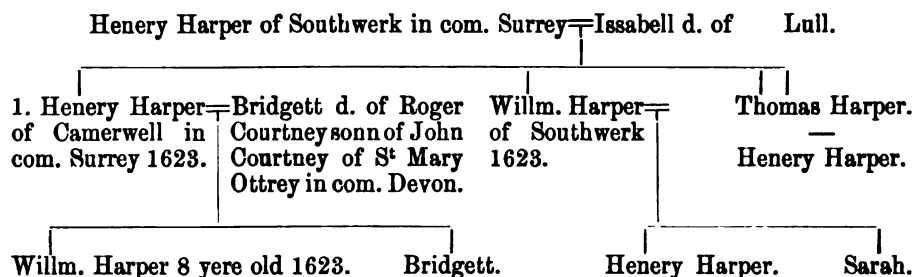 Henery Harper of Southwerk in com. Surrey=Issabell d. of Lull.
1. Henery Harper=
of Camerwell in
com. Surrey 1623.
Bridgett d. of Roger
Courtney sonn of John
Courtney of Sᵗ Mary
Ottrey in com. Devon.
Willm. Harper=
of Southwerk
1623.
Thomas Harper.
—
Henery Harper.
Willm. Harper 8 yere old 1623.
Bridgett.
Henery Harper.
Sarah.